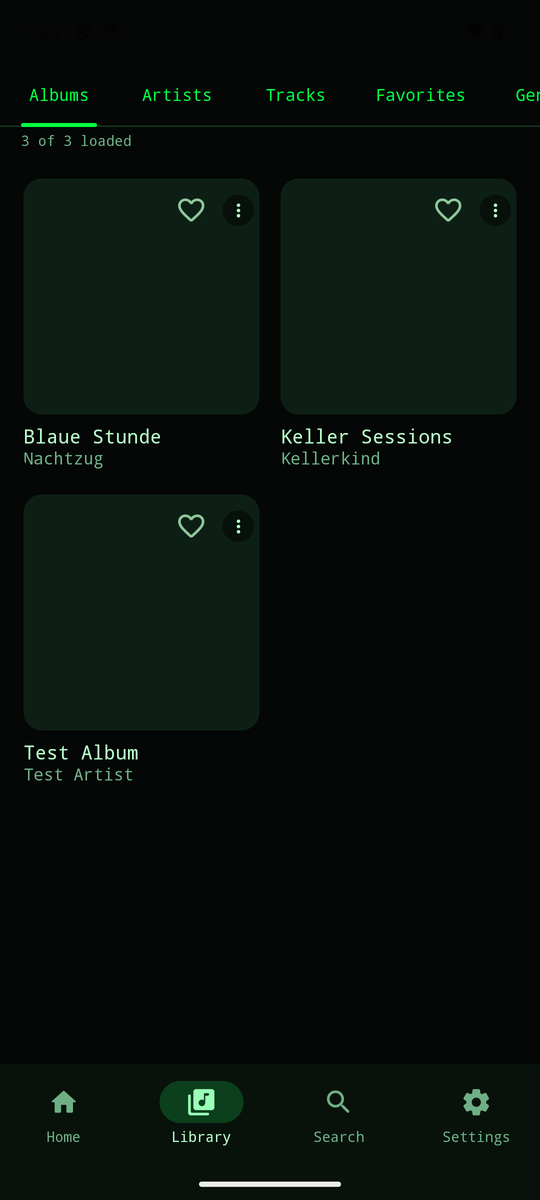 Albums Artists Tracks Favorites Ger
3 of 3 loaded
Blaue Stunde Keller Sessions
Nachtzug Kellerkind
Test Album
Test Artist
Home Library Search Settings